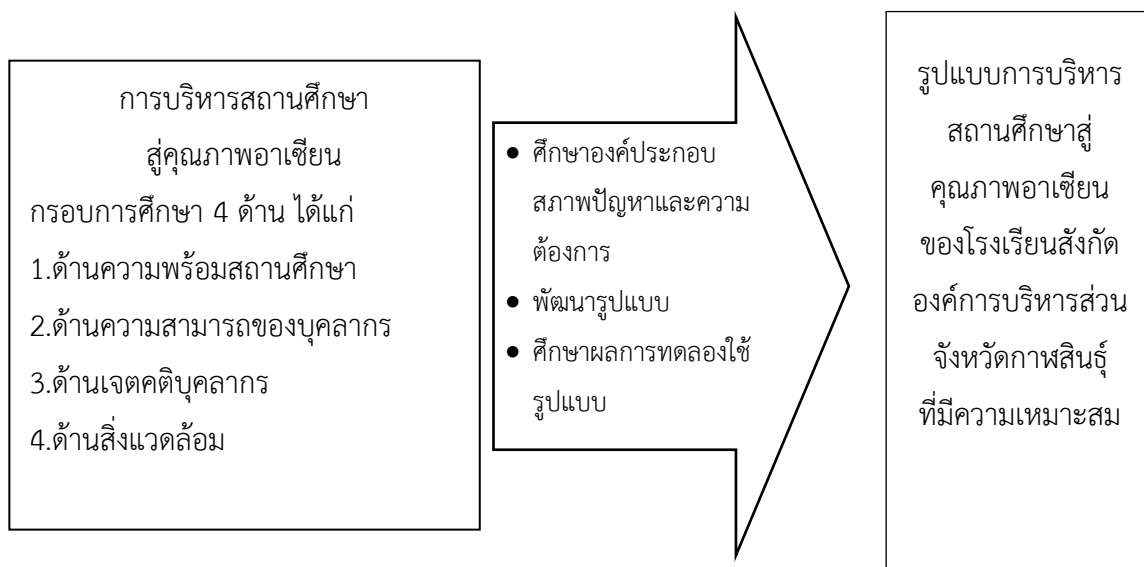 การบริหารสถานศึกษา
สู่คุณภาพอาเซียน
กรอบการศึกษา 4 ด้าน ได้แก่
1.ด้านความพร้อมสถานศึกษา
2.ด้านความสามารถของบุคลากร
3.ด้านเจตคติบุคลากร
4.ด้านสิ่งแวดล้อม
● ศึกษาองค์ประกอบ
สภาพปัญหาและความ
ต้องการ
● พัฒนารูปแบบ
● ศึกษาผลการทดลองใช้
รูปแบบ
รูปแบบการบริหาร
สถานศึกษาสู่
คุณภาพอาเซียน
ของโรงเรียนสังกัด
องค์การบริหารส่วน
จังหวัดกาฬสินธุ์
ที่มีความเหมาะสม